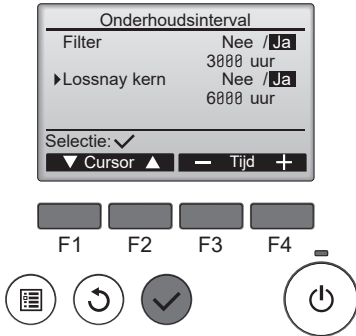 Onderhoudsinterval
Filter Nee / Ja
3000 uur
Lossnay kern Nee / Ja
6000 uur
Selectie:
Cursor — Tijd +
F1 F2 F3 F4